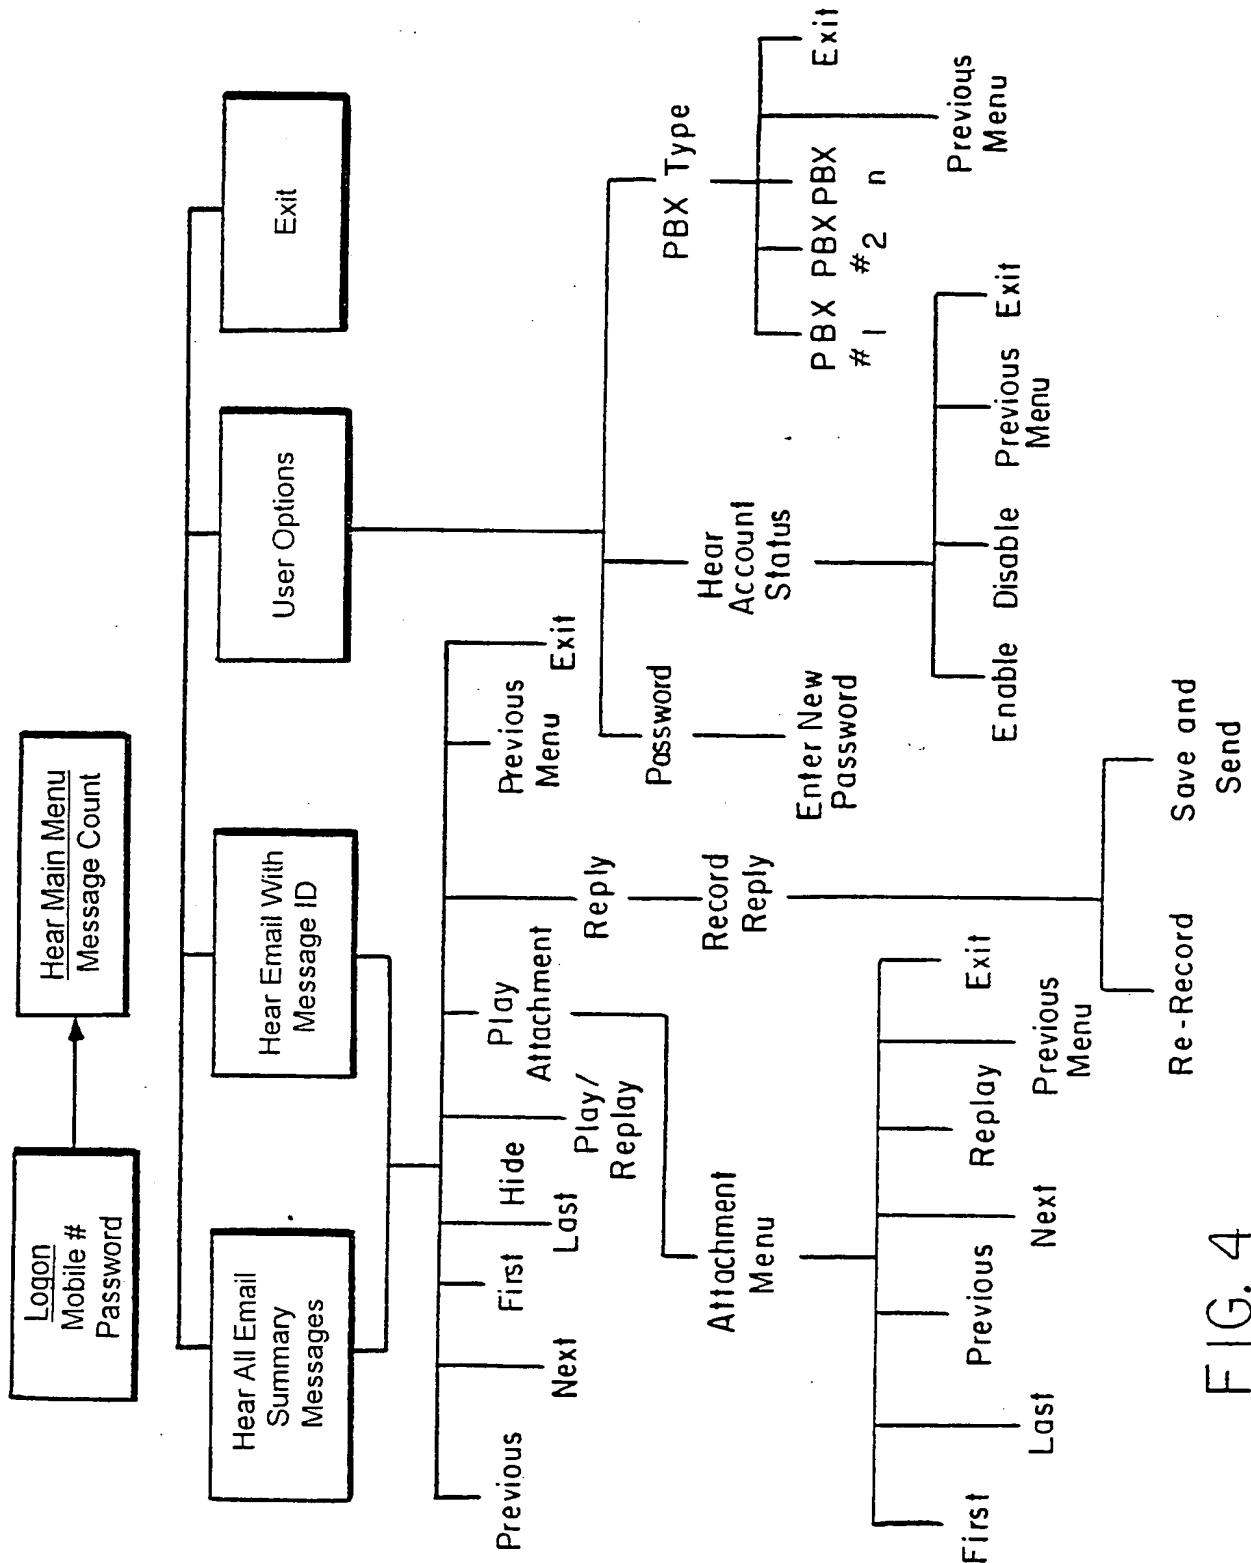 Logon
Mobile #
Password
Hear Main Menu
Message Count
Hear All Email
Summary
Messages
Hear Email With
Message ID
User Options
Exit
Previous
Next
First
Last
Hide
Play/
Replay
Play
Attachment
Reply
Previous
Menu
Exit
Attachment
Menu
Record
Reply
Password
Enter New
Password
Hear
Account
Status
PBX Type
PBX
#1
PBX
#2
PBX
n
Previous
Menu
Exit
Enable
Disable
Previous
Menu
Exit
First
Last
Previous
Next
Replay
Previous
Menu
Exit
Re-Record
Save and
Send
FIG. 4